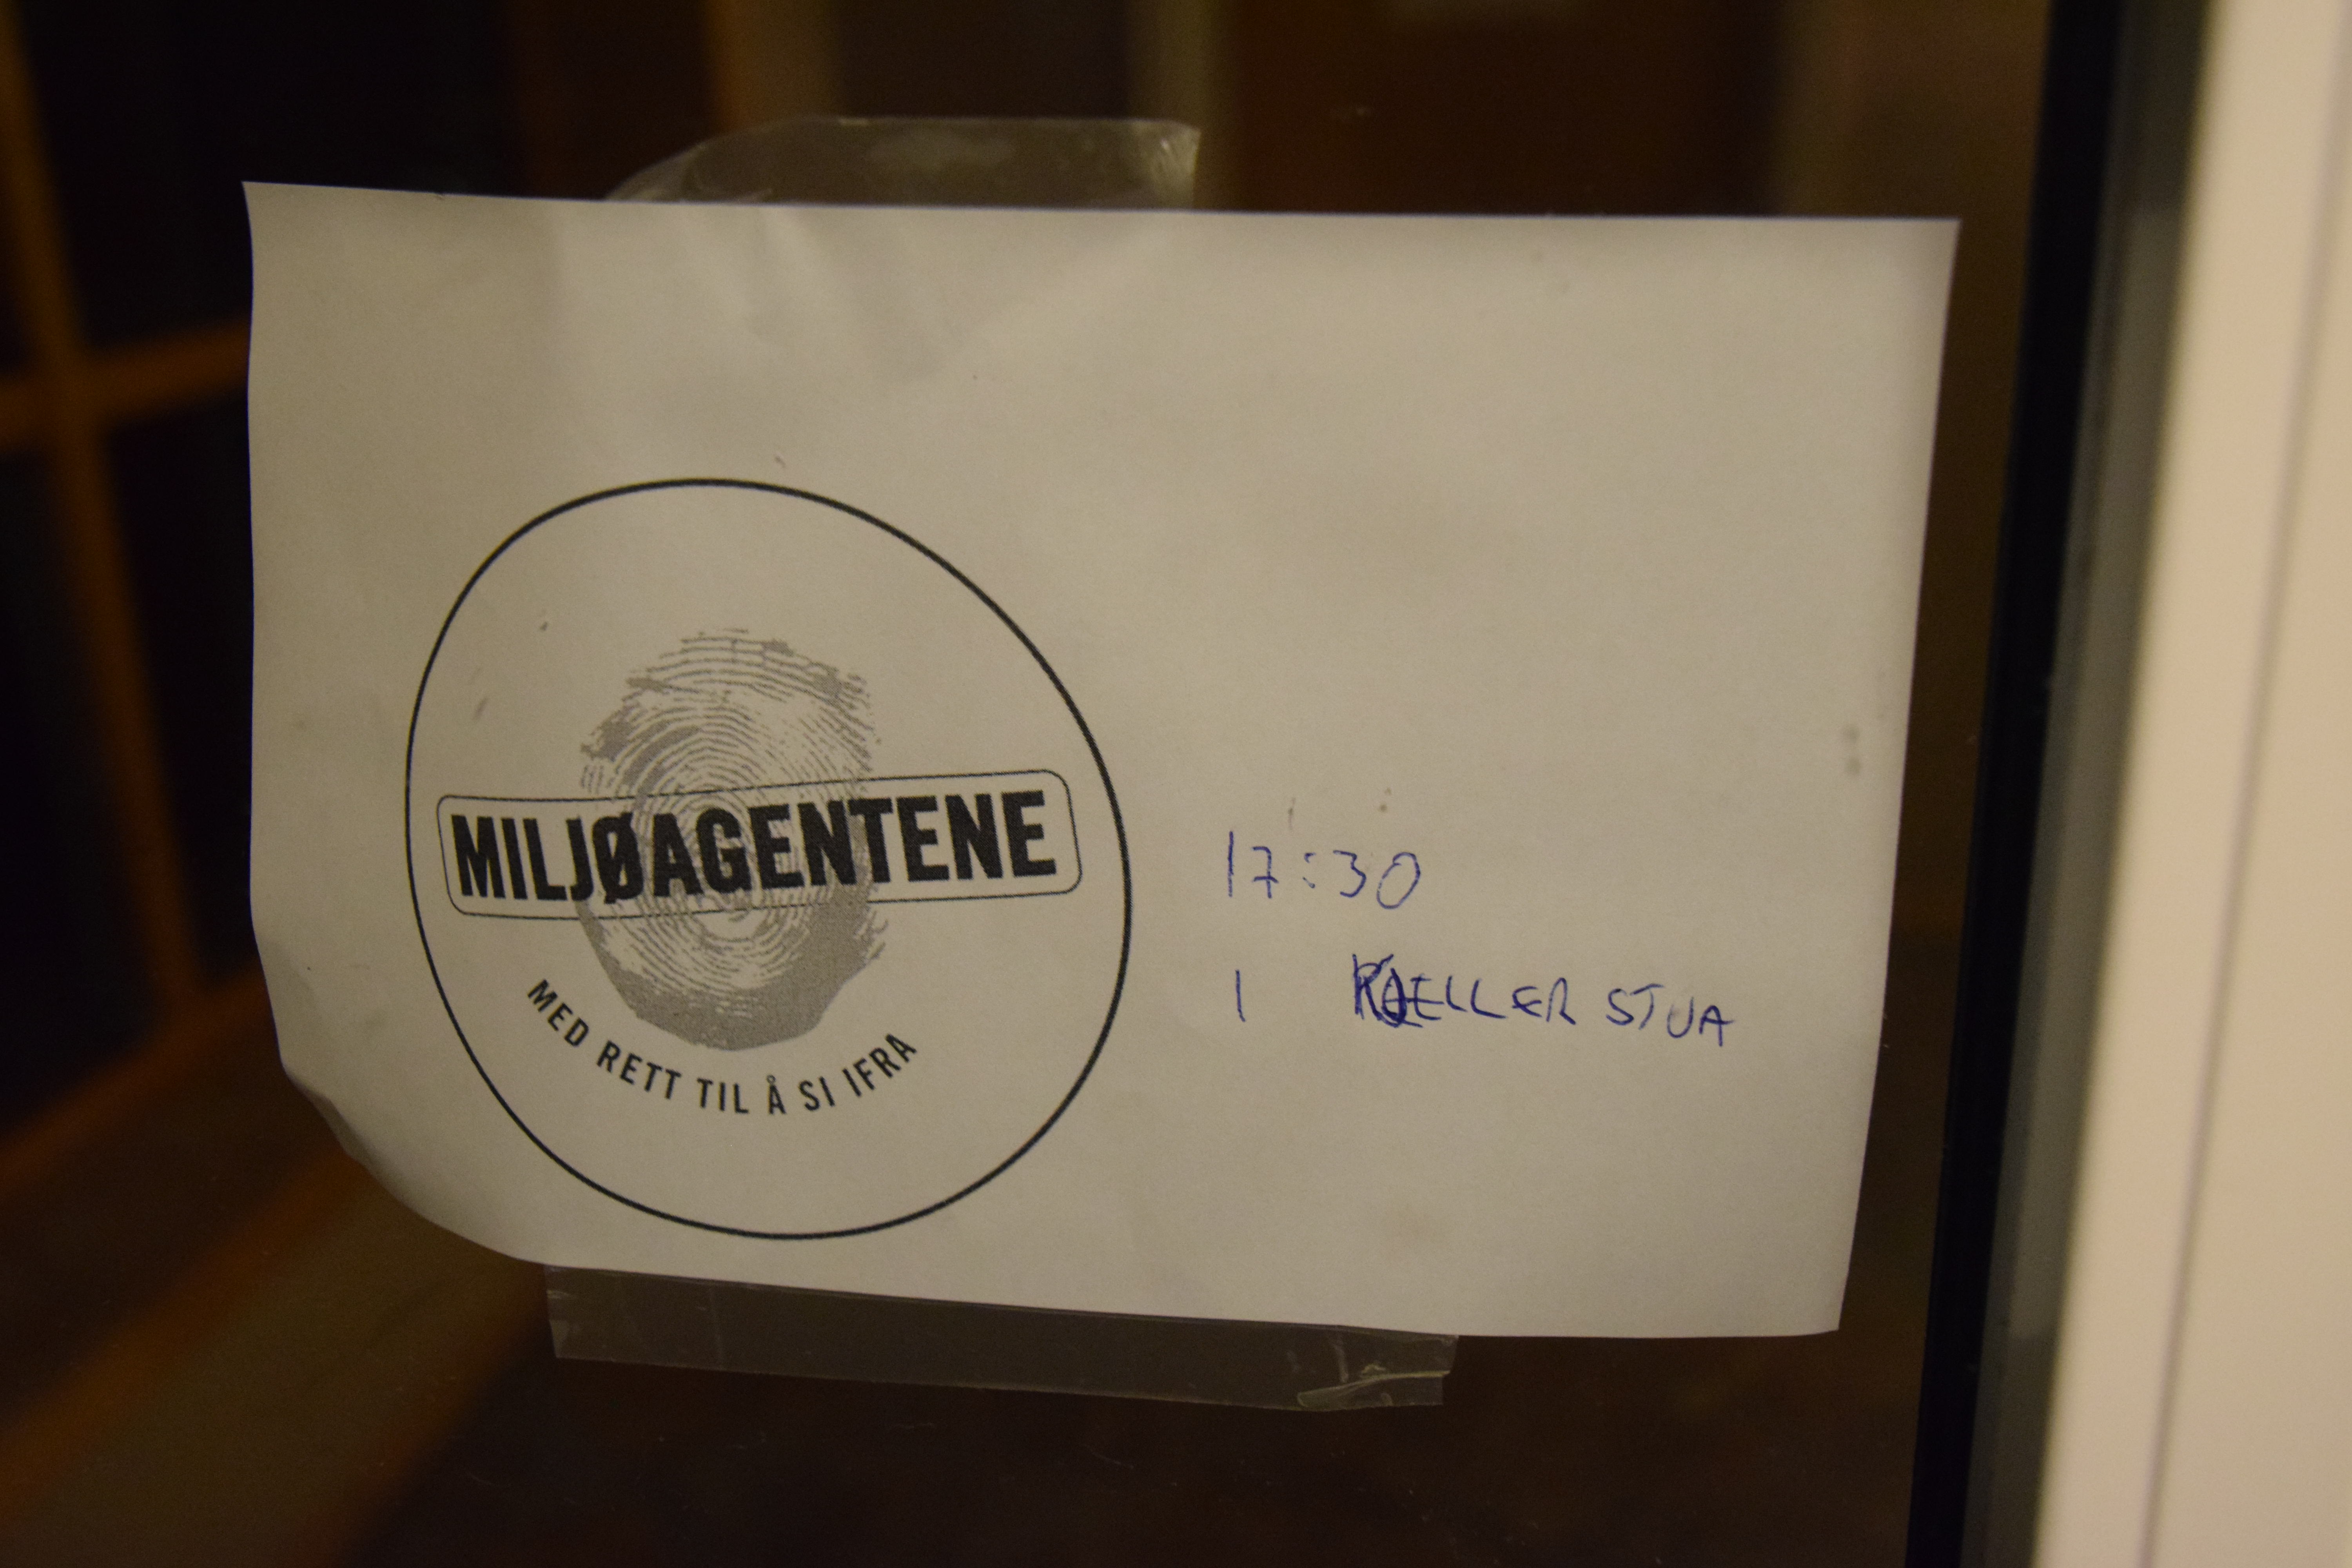 MILJØAGENTENE
MED RETT TIL Å SI IFRA
17:30
I KJELLER STUA